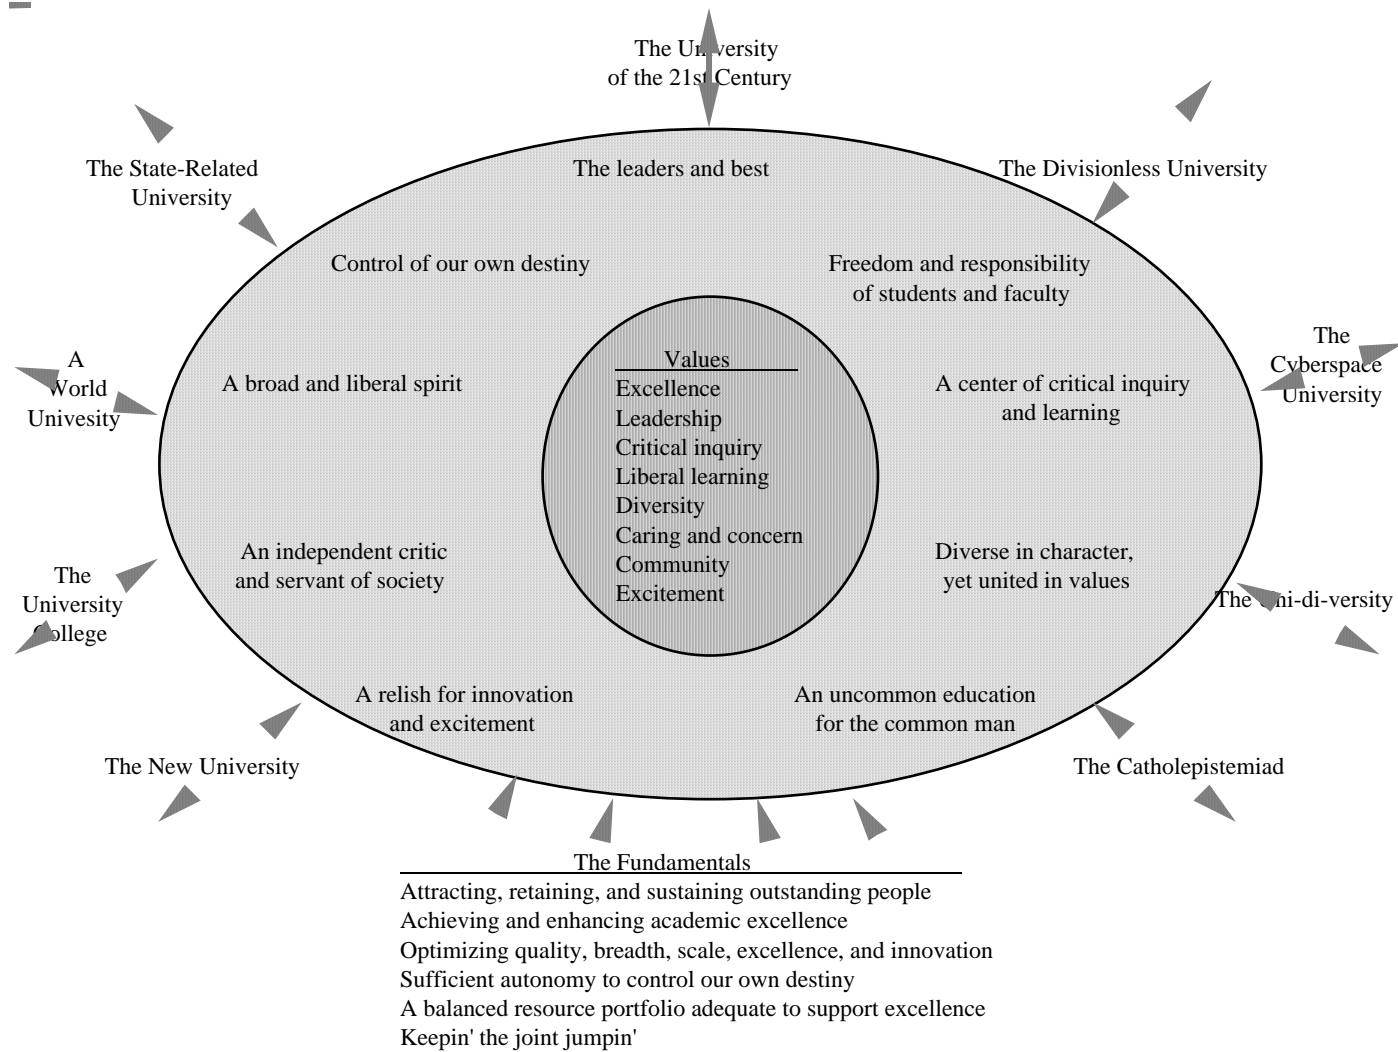 The University
of the 21st Century
The State-Related
University
The leaders and best
The Divisionless University
Control of our own destiny
Freedom and responsibility
of students and faculty
A
World
Univesity
A broad and liberal spirit
Values
Excellence
Leadership
Critical inquiry
Liberal learning
Diversity
Caring and concern
Community
Excitement
A center of critical inquiry
and learning
The
Cyberspace
University
The
University
College
An independent critic
and servant of society
Diverse in character,
yet united in values
The Uni-di-versity
A relish for innovation
and excitement
An uncommon education
for the common man
The New University
The Catholepistemiad
The Fundamentals
Attracting, retaining, and sustaining outstanding people
Achieving and enhancing academic excellence
Optimizing quality, breadth, scale, excellence, and innovation
Sufficient autonomy to control our own destiny
A balanced resource portfolio adequate to support excellence
Keepin' the joint jumpin'